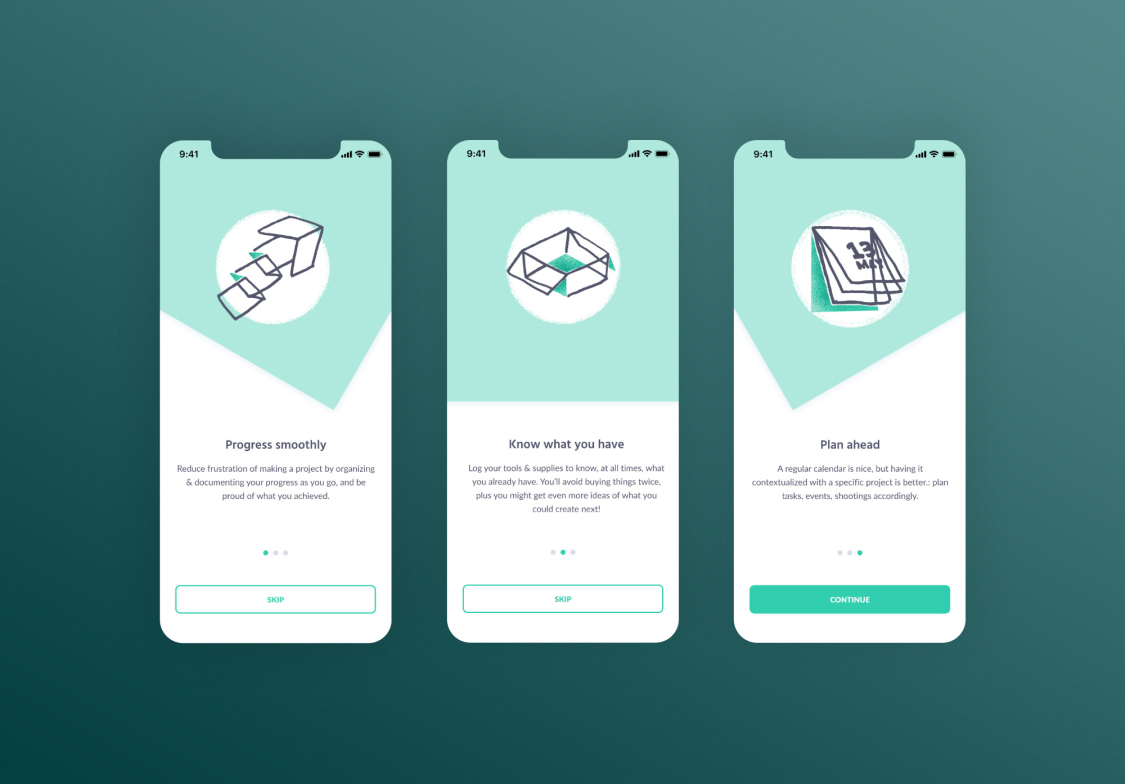 9:41
Progress smoothly
Reduce frustration of making a project by organizing
& documenting your progress as you go, and be
proud of what you achieved.
SKIP
9:41
Know what you have
Log your tools & supplies to know, at all times, what
you already have. You'll avoid buying things twice,
plus you might get even more ideas of what you
could create next!
SKIP
9:41
13
MAY
Plan ahead
A regular calendar is nice, but having it
contextualized with a specific project is better.: plan
tasks, events, shootings accordingly.
CONTINUE